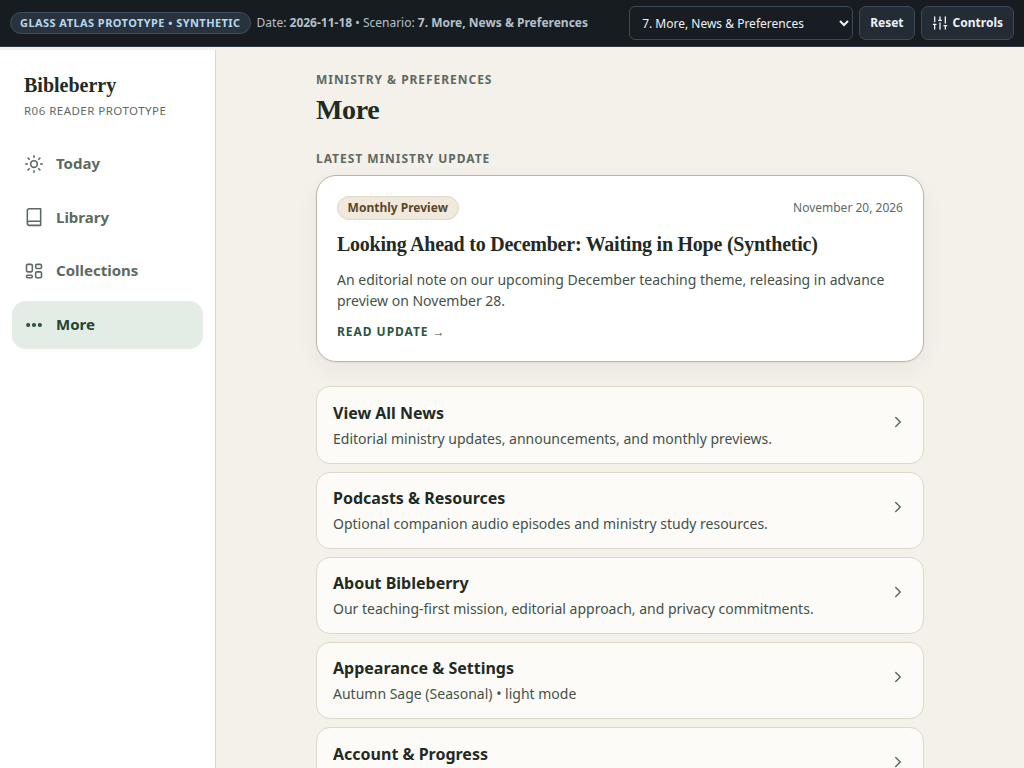 GLASS ATLAS PROTOTYPE • SYNTHETIC Date: 2026-11-18 • Scenario: 7. More, News & Preferences
7. More, News & Preferences
Reset
Controls
Bibleberry
R06 READER PROTOTYPE
Today
Library
Collections
More
MINISTRY & PREFERENCES
More
LATEST MINISTRY UPDATE
Monthly Preview
November 20, 2026
Looking Ahead to December: Waiting in Hope (Synthetic)
An editorial note on our upcoming December teaching theme, releasing in advance
preview on November 28.
READ UPDATE →
View All News
Editorial ministry updates, announcements, and monthly previews.
Podcasts & Resources
Optional companion audio episodes and ministry study resources.
About Bibleberry
Our teaching-first mission, editorial approach, and privacy commitments.
Appearance & Settings
Autumn Sage (Seasonal) • light mode
Account & Progress